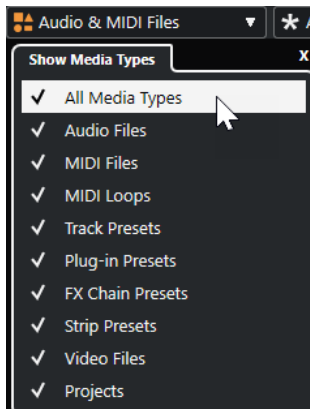 Audio & MIDI Files
Show Media Types
X
All Media Types
Audio Files
MIDI Files
MIDI Loops
Track Presets
Plug-in Presets
FX Chain Presets
Strip Presets
Video Files
Projects